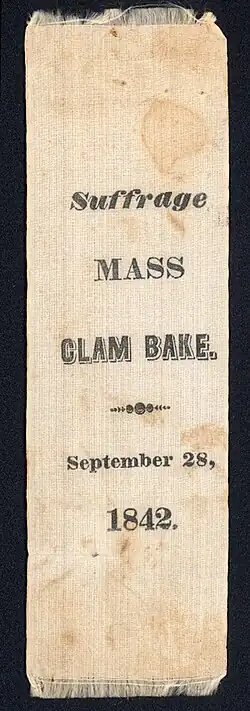 Suffrage
MASS
CLAM BAKE.
September 28,
1842.